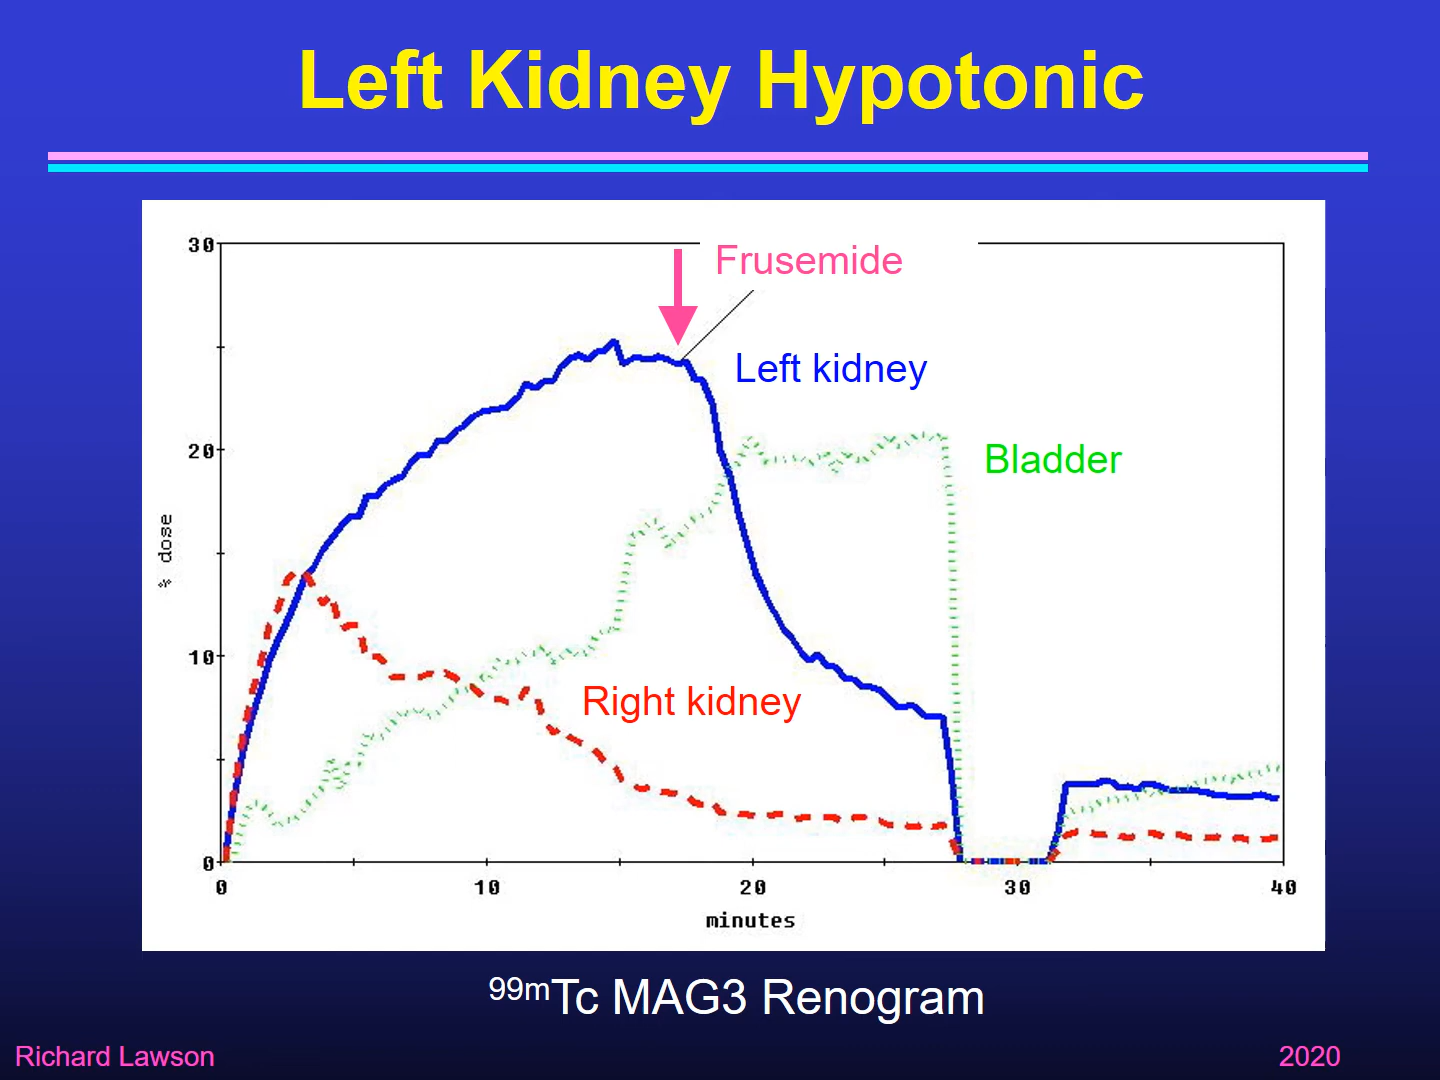 Left Kidney Hypotonic
30
Frusemide
Left kidney
20
Bladder
% dose
10
Right kidney
0
0 10 20 30 40
minutes
99mTc MAG3 Renogram
Richard Lawson 2020